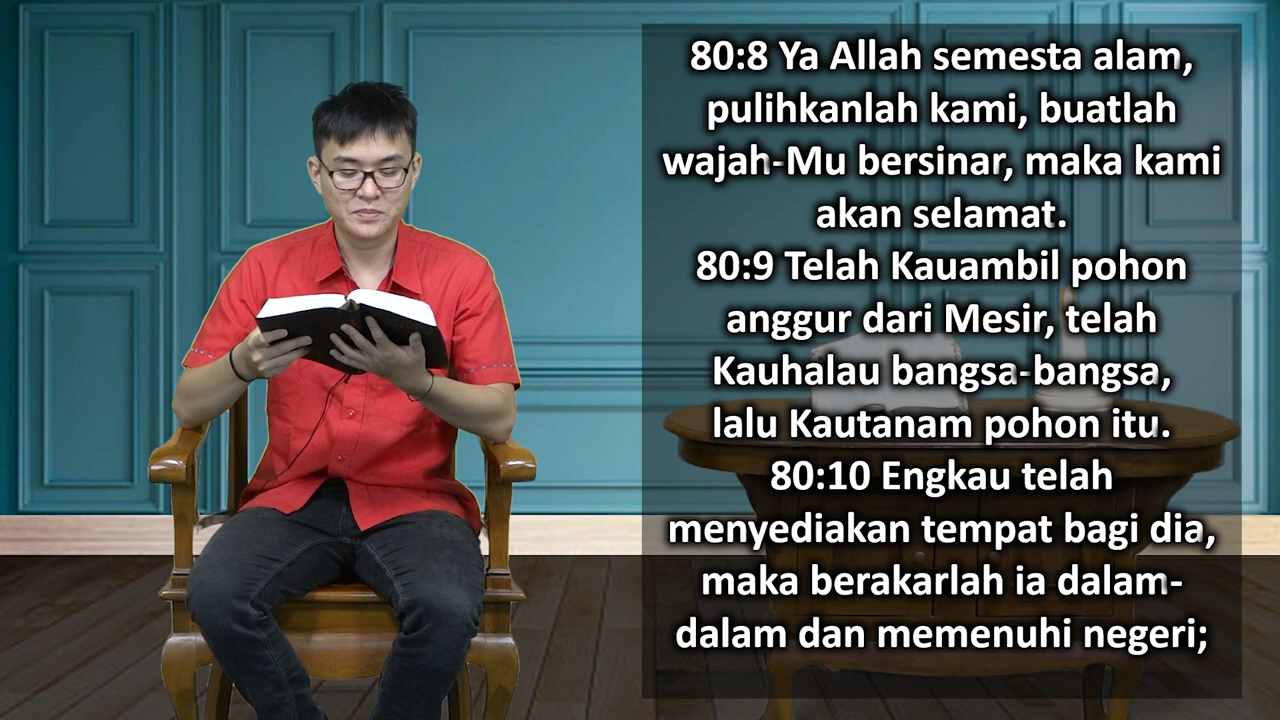 80:8 Ya Allah semesta alam,
pulihkanlah kami, buatlah
wajah-Mu bersinar, maka kami
akan selamat.
80:9 Telah Kauambil pohon
anggur dari Mesir, telah
Kauhalau bangsa-bangsa,
lalu Kautanam pohon itu.
80:10 Engkau telah
menyediakan tempat bagi dia,
maka berakarlah ia dalam-
dalam dan memenuhi negeri;